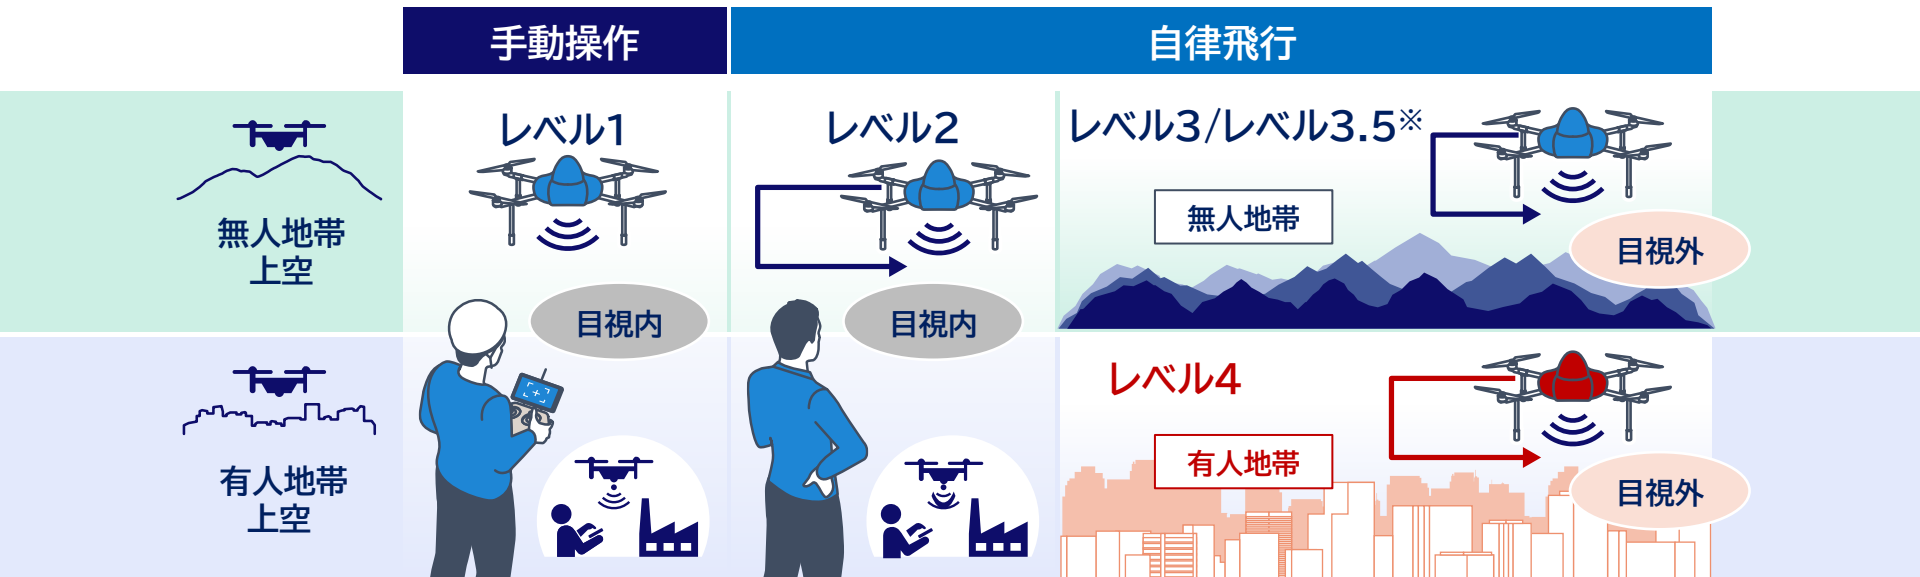 手動操作
自律飛行
無人地帯
上空
レベル1
目視内
レベル2
目視内
レベル3/レベル3.5※
無人地帯
目視外
有人地帯
上空
レベル4
有人地帯
目視外